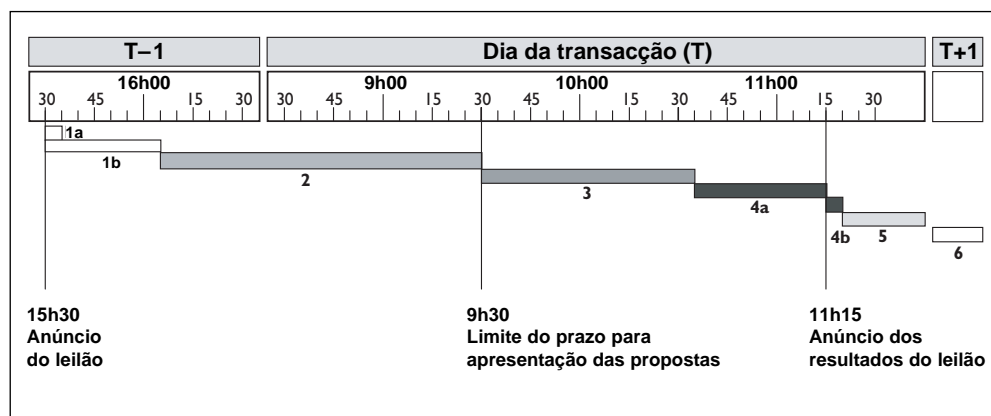 T–1 Dia da transacção (T) T+1
16h00 9h00 10h00 11h00
30 45 15 30 30 45 15 30 45 15 30 45 15 30
1a
1b
2
3
4a
4b 5
6
15h30 9h30 11h15
Anúncio Limite do prazo para Anúncio dos
do leilão apresentação das propostas resultados do leilão